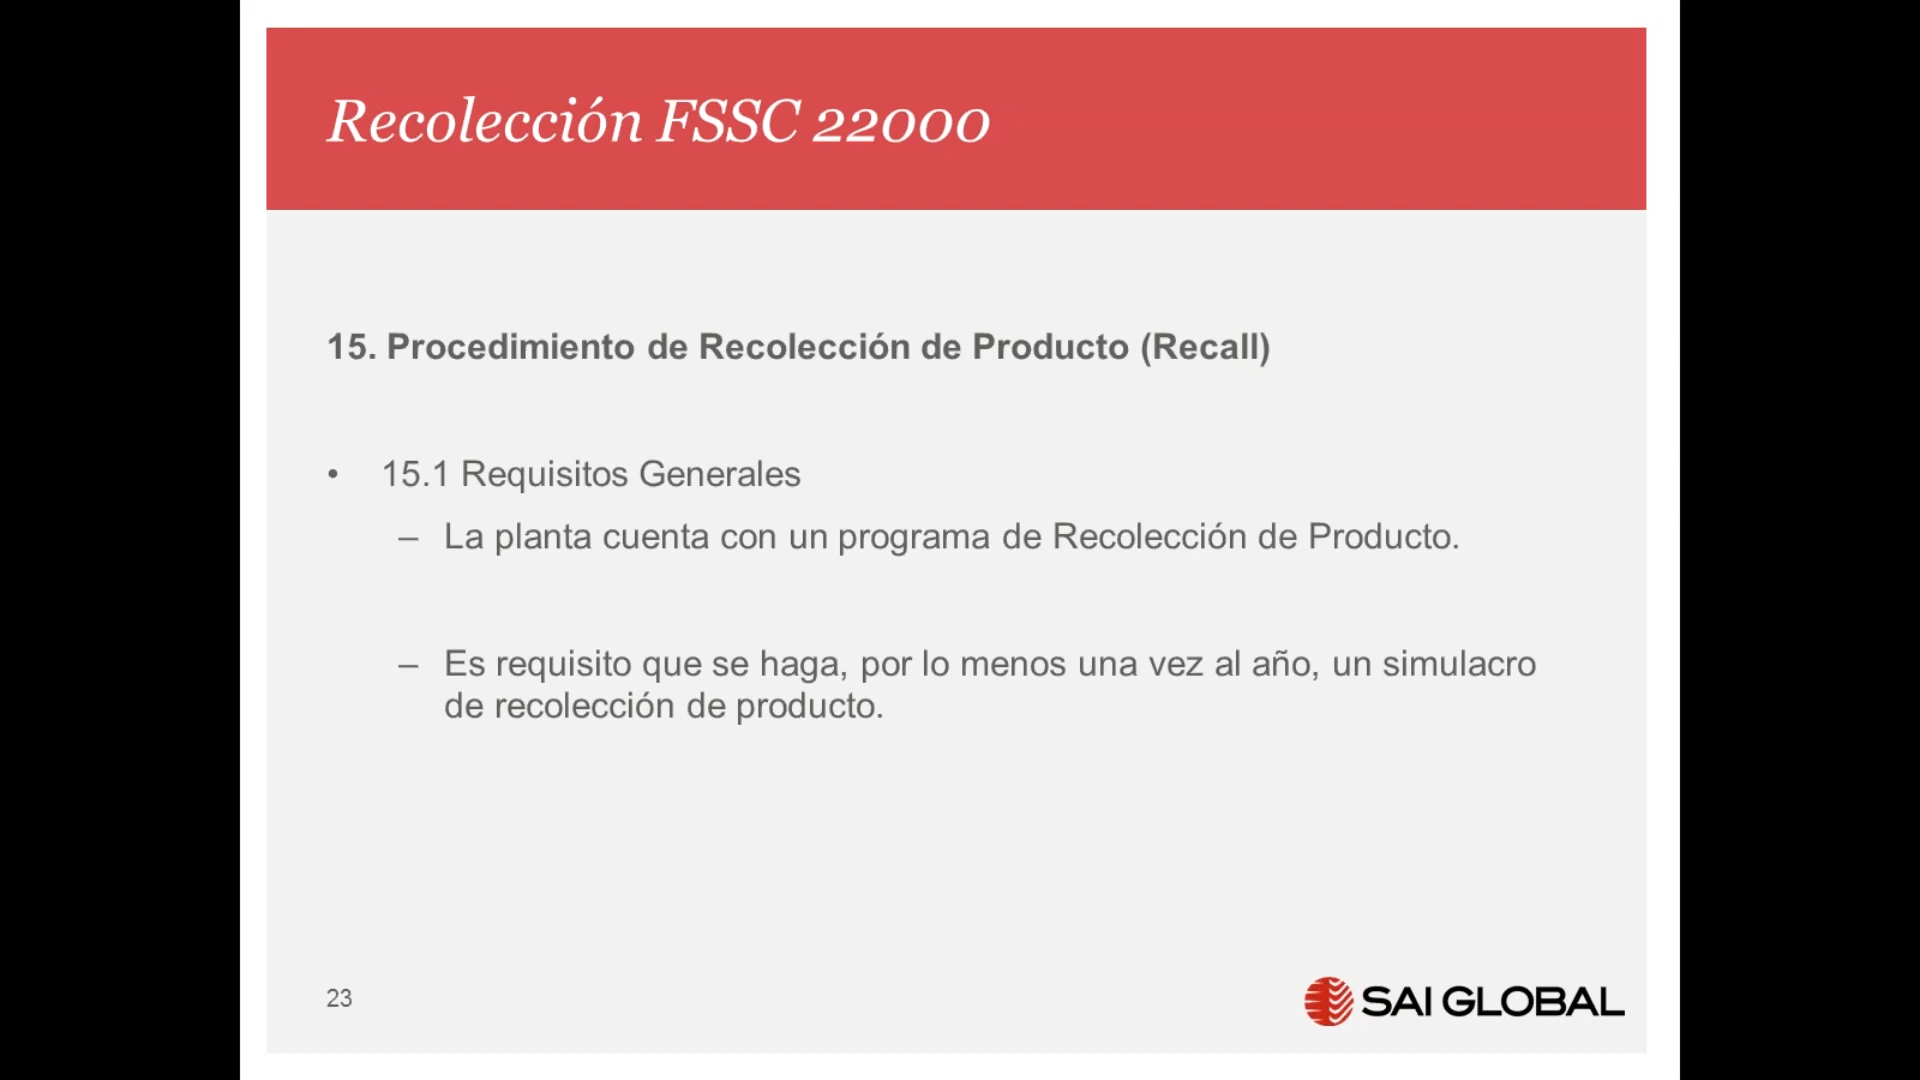 Recolección FSSC 22000
15. Procedimiento de Recolección de Producto (Recall)
• 15.1 Requisitos Generales
– La planta cuenta con un programa de Recolección de Producto.
– Es requisito que se haga, por lo menos una vez al año, un simulacro
de recolección de producto.
23
SAI GLOBAL